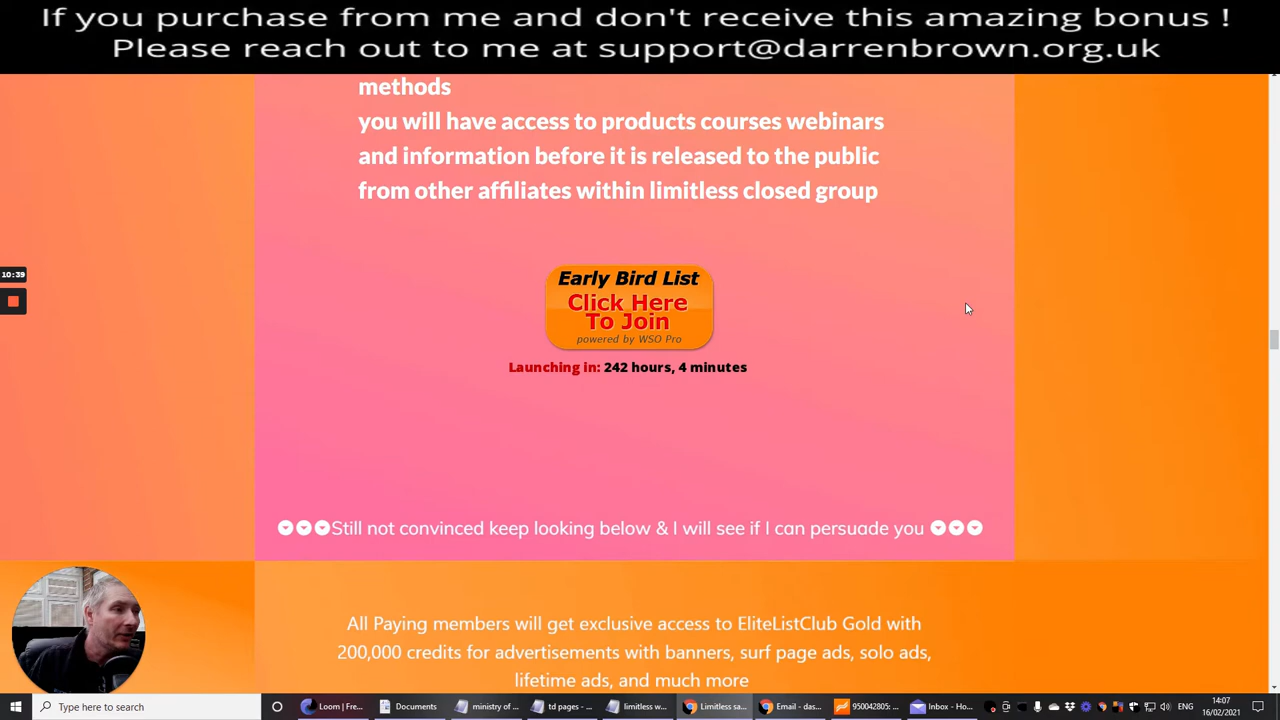 If you purchase from me and don't receive this amazing bonus !
Please reach out to me at support@darrenbrown.org.uk
methods
you will have access to products courses webinars
and information before it is released to the public
from other affiliates within limitless closed group
10:39
Early Bird List
Click Here
To Join
powered by WSO Pro
Launching in: 242 hours, 4 minutes
Still not convinced keep looking below & I will see if I can persuade you
All Paying members will get exclusive access to EliteListClub Gold with
200,000 credits for advertisements with banners, surf page ads, solo ads,
lifetime ads, and much more
Type here to search
Loom | Fre...
Documents
ministry of ...
td pages - ...
limitless w...
Limitless sa...
Email - das...
950042805: ...
Inbox - Ho...
ENG
14:07
16/02/2021